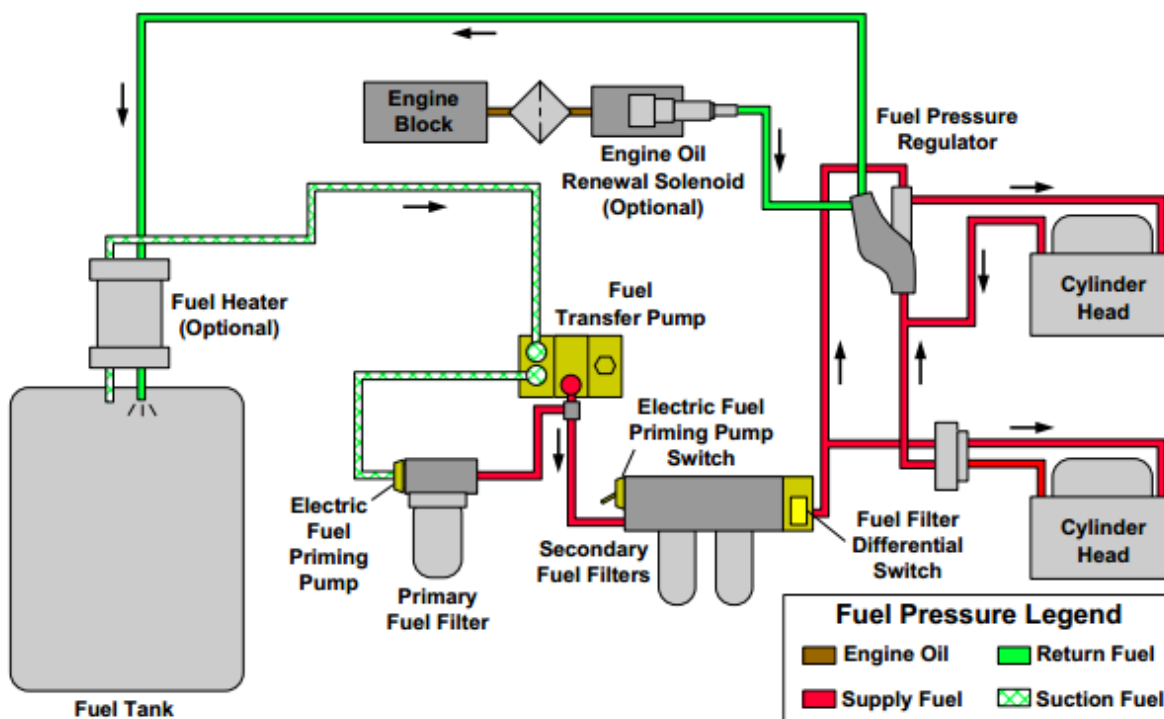 Engine
Block
Engine Oil
Renewal Solenoid
(Optional)
Fuel Pressure
Regulator
Fuel Heater
(Optional)
Fuel
Transfer Pump
Cylinder
Head
Electric Fuel
Priming Pump
Switch
Electric
Fuel
Priming
Pump
Primary
Fuel Filter
Secondary
Fuel Filters
Fuel Filter
Differential
Switch
Cylinder
Head
Fuel Tank
Fuel Pressure Legend
Engine Oil
Return Fuel
Supply Fuel
Suction Fuel